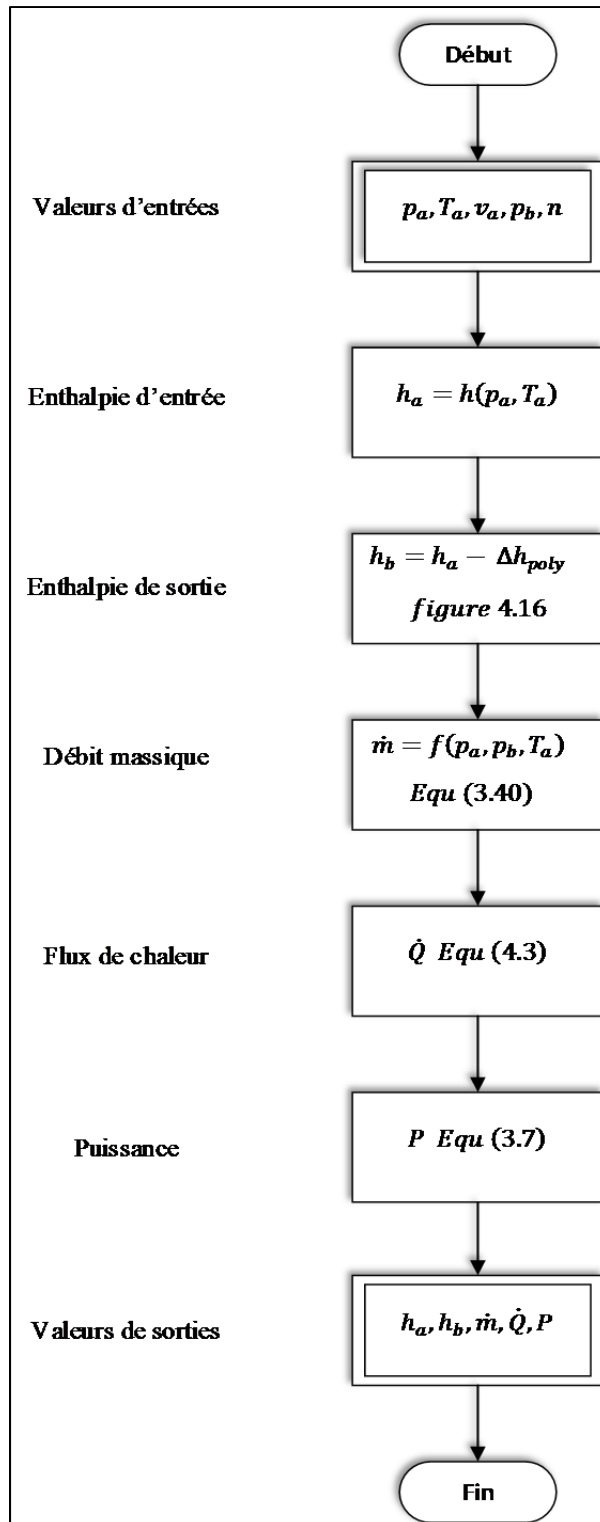 Début
Valeurs d'entrées
p_a, T_a, v_a, p_b, n
Enthalpie d'entrée
h_a = h(p_a, T_a)
Enthalpie de sortie
h_b = h_a − Δh_poly
figure 4.16
Débit massique
ṁ = f(p_a, p_b, T_a)
Equ (3.40)
Flux de chaleur
Q̇ Equ (4.3)
Puissance
P Equ (3.7)
Valeurs de sorties
h_a, h_b, ṁ, Q̇, P
Fin